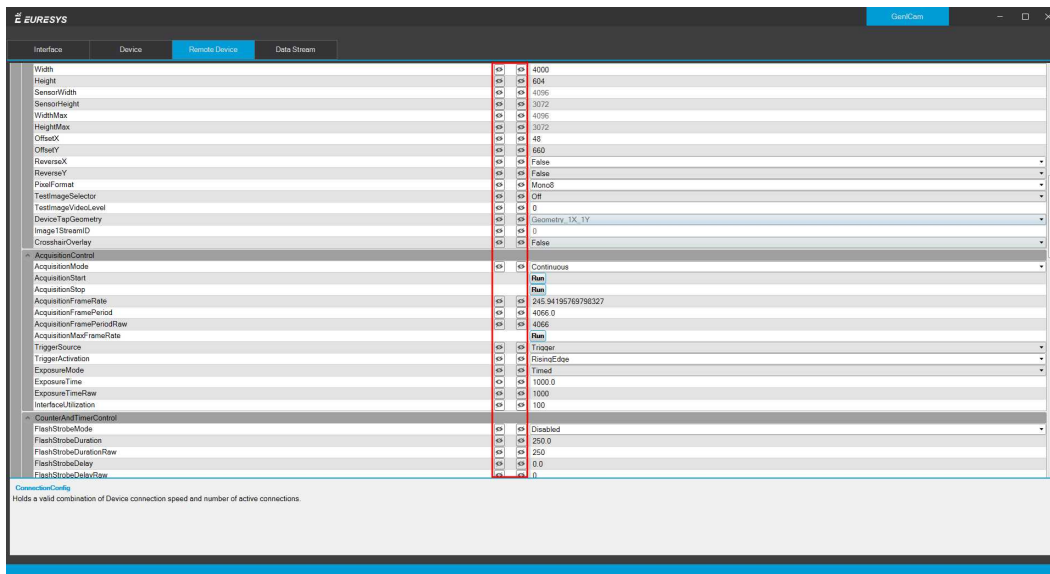 EURESYS
GenICam
Interface Device Remote Device Data Stream
Width 4000
Height 604
SensorWidth 4096
SensorHeight 3072
WidthMax 4096
HeightMax 3072
OffsetX 48
OffsetY 660
ReverseX False
ReverseY False
PixelFormat Mono8
TestImageSelector Off
TestImageVideoLevel 0
DeviceTapGeometry Geometry_1X_1Y
Image1StreamID 0
CrosshairOverlay False
AcquisitionControl
AcquisitionMode Continuous
AcquisitionStart Run
AcquisitionStop Run
AcquisitionFrameRate 245.94195769798327
AcquisitionFramePeriod 4066.0
AcquisitionFramePeriodRaw 4066
AcquisitionMaxFrameRate Run
TriggerSource Trigger
TriggerActivation RisingEdge
ExposureMode Timed
ExposureTime 1000.0
ExposureTimeRaw 1000
InterfaceUtilization 100
CounterAndTimerControl
FlashStrobeMode Disabled
FlashStrobeDuration 250.0
FlashStrobeDurationRaw 250
FlashStrobeDelay 0.0
FlashStrobeDelayRaw 0
ConnectionConfig
Holds a valid combination of Device connection speed and number of active connections.